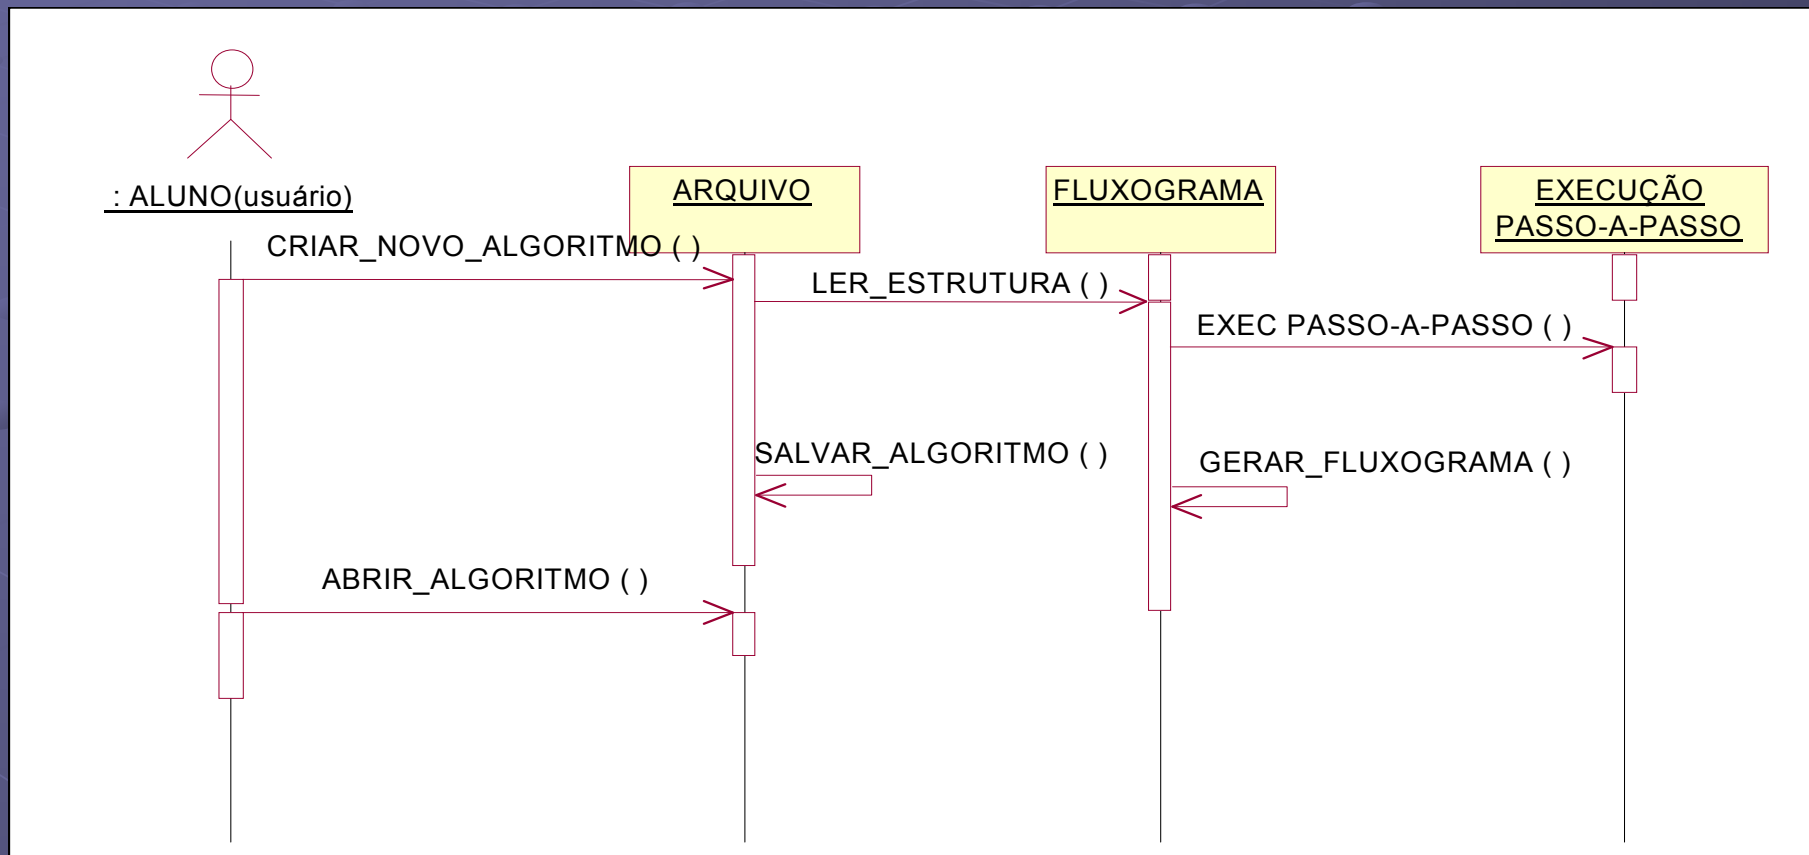 : ALUNO(usuário)
ARQUIVO
FLUXOGRAMA
EXECUÇÃO
PASSO-A-PASSO
CRIAR_NOVO_ALGORITMO ( )
LER_ESTRUTURA ( )
EXEC PASSO-A-PASSO ( )
SALVAR_ALGORITMO ( )
GERAR_FLUXOGRAMA ( )
ABRIR_ALGORITMO ( )